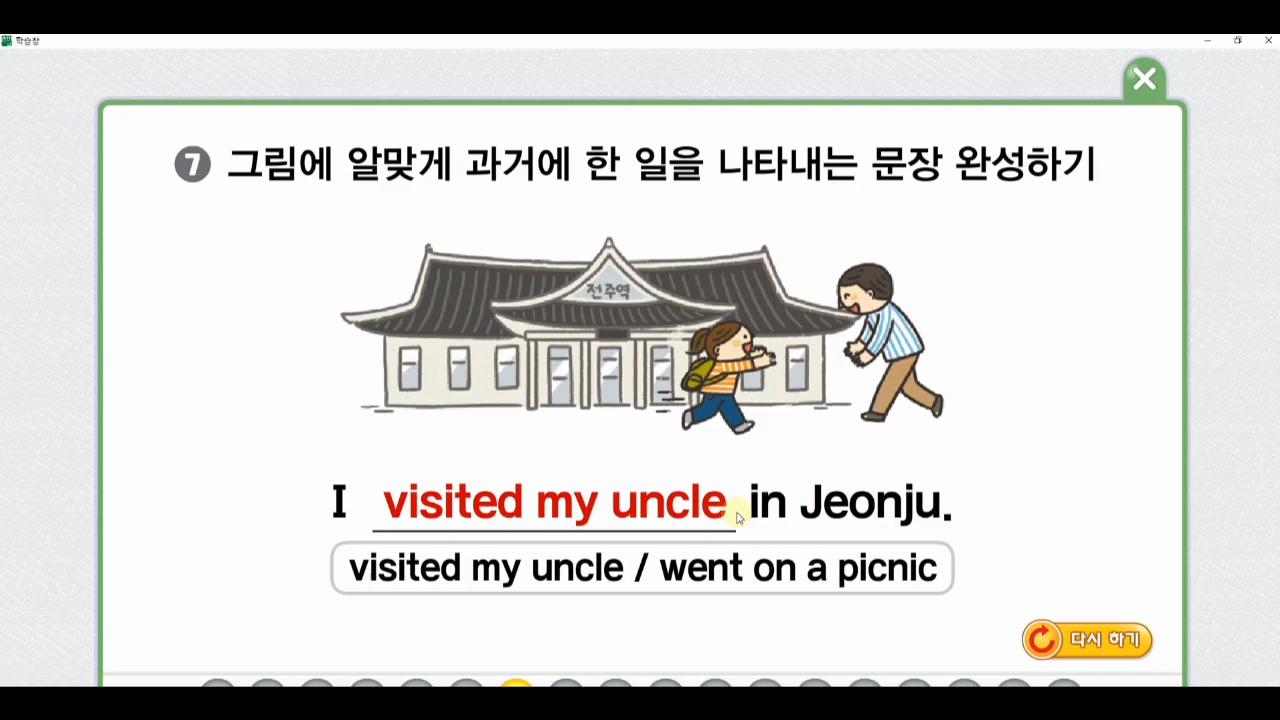 학습창
7 그림에 알맞게 과거에 한 일을 나타내는 문장 완성하기
전주역
I visited my uncle in Jeonju.
visited my uncle / went on a picnic
다시 하기